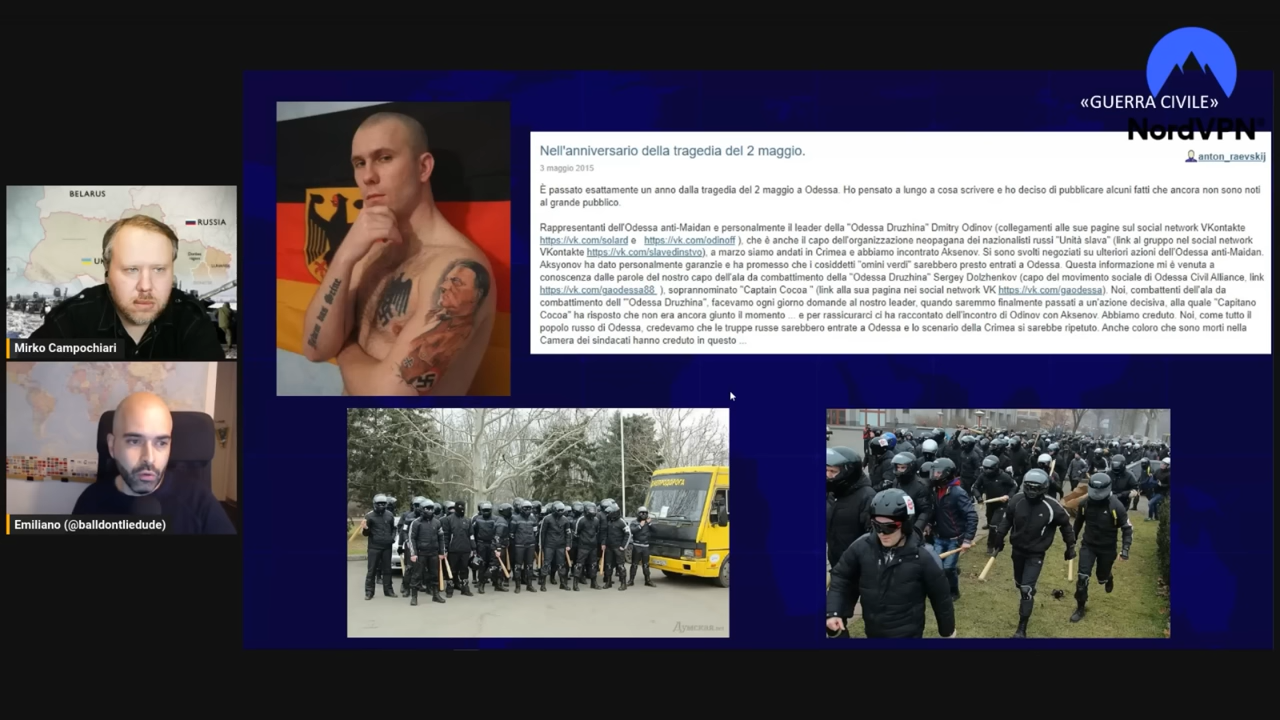 «GUERRA CIVILE»
NordVPN®
Nell'anniversario della tragedia del 2 maggio.
anton_raevskij
3 maggio 2015
È passato esattamente un anno dalla tragedia del 2 maggio a Odessa. Ho pensato a lungo a cosa scrivere e ho deciso di pubblicare alcuni fatti che ancora non sono noti
al grande pubblico.
Rappresentanti dell'Odessa anti-Maidan e personalmente il leader della "Odessa Druzhina" Dmitry Odinov (collegamenti alle sue pagine sul social network VKontakte
https://vk.com/solard e https://vk.com/odinoff ), che è anche il capo dell'organizzazione neopagana dei nazionalisti russi "Unità slava" (link al gruppo nel social network
VKontakte https://vk.com/slavedinstvo), a marzo siamo andati in Crimea e abbiamo incontrato Aksenov. Si sono svolti negoziati su ulteriori azioni dell'Odessa anti-Maidan.
Aksyonov ha dato personalmente garanzie e ha promesso che i cosiddetti "omini verdi" sarebbero presto entrati a Odessa. Questa informazione mi è venuta a
conoscenza dalle parole del nostro capo dell'ala da combattimento della "Odessa Druzhina" Sergey Dolzhenkov (capo del movimento sociale di Odessa Civil Alliance, link
https://vk.com/gaodessa88 ), soprannominato "Captain Cocoa " (link alla sua pagina nei social network VK https://vk.com/gaodessa). Noi, combattenti dell'ala da
combattimento dell '"Odessa Druzhina", facevamo ogni giorno domande al nostro leader, quando saremmo finalmente passati a un'azione decisiva, alla quale "Capitano
Cocoa" ha risposto che non era ancora giunto il momento ... e per rassicurarci ci ha raccontato dell'incontro di Odinov con Aksenov. Abbiamo creduto. Noi, come tutto il
popolo russo di Odessa, credevamo che le truppe russe sarebbero entrate a Odessa e lo scenario della Crimea si sarebbe ripetuto. Anche coloro che sono morti nella
Camera dei sindacati hanno creduto in questo ...
BELARUS
RUSSIA
Mirko Campochiari
Emiliano (@balldontliedude)
Думская.net